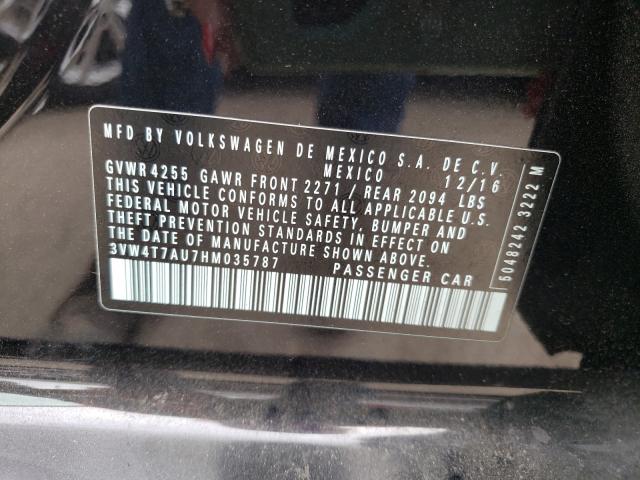 MFD BY VOLKSWAGEN DE MEXICO S.A. DE C.V.
MEXICO 12/16
GVWR 4255 GAWR FRONT 2271 / REAR 2094 LBS
THIS VEHICLE CONFORMS TO ALL APPLICABLE U.S.
FEDERAL MOTOR VEHICLE SAFETY, BUMPER AND
THEFT PREVENTION STANDARDS IN EFFECT ON
THE DATE OF MANUFACTURE SHOWN ABOVE.
3VW4T7AU7HM035787 PASSENGER CAR
5048242 3222 M